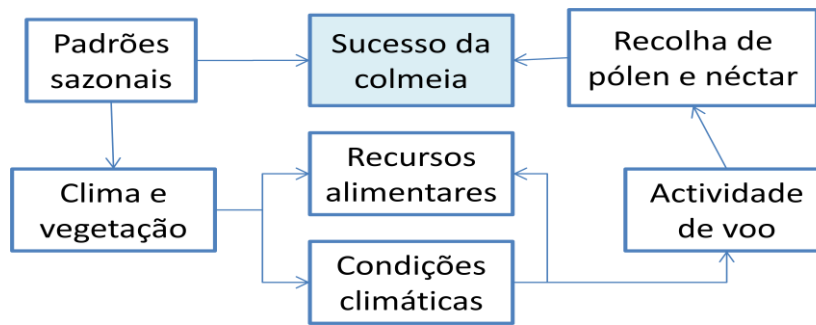 Padrões
sazonais
Sucesso da
colmeia
Recolha de
pólen e néctar
Clima e
vegetação
Recursos
alimentares
Actividade
de voo
Condições
climáticas